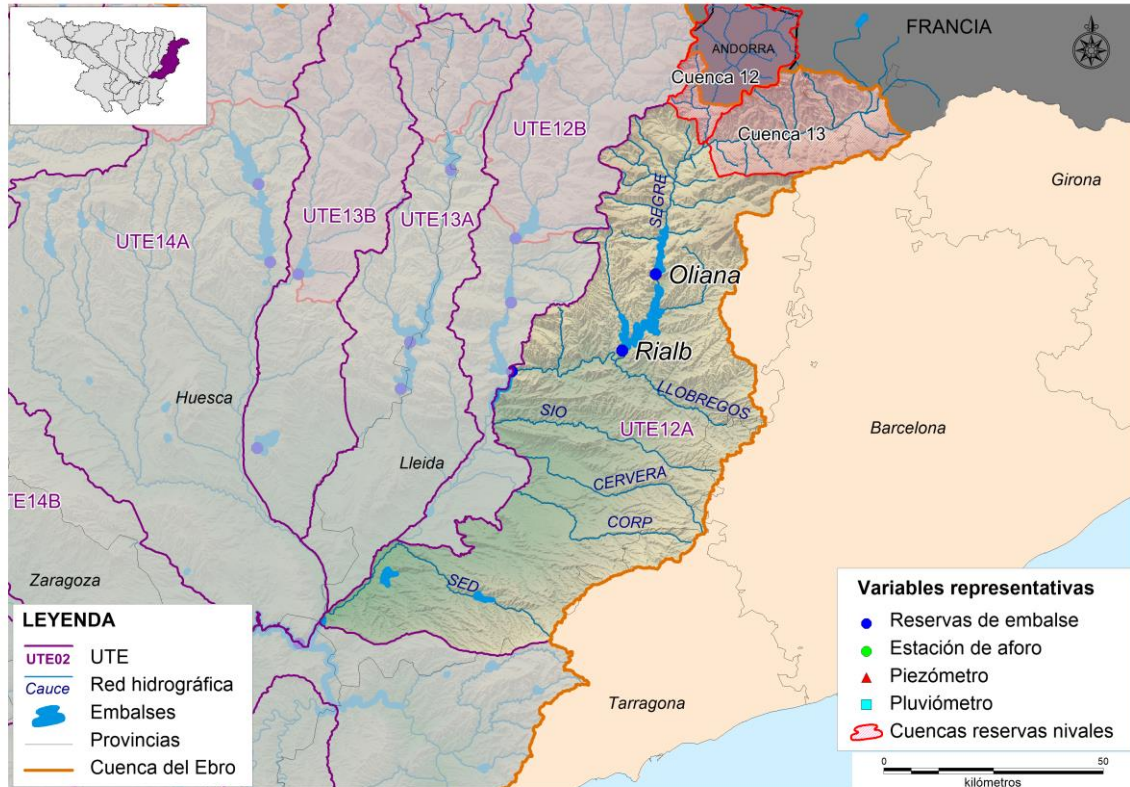 FRANCIA
ANDORRA
Cuenca 12
Cuenca 13
UTE12B
Girona
UTE13B
UTE13A
UTE14A
SEGRE
Oliana
Rialb
Huesca
LLOBREGOS
SIO
UTE12A
Barcelona
Lleida
CERVERA
TE14B
CORP
Zaragoza
SED
Tarragona
LEYENDA
UTE02 UTE
Cauce Red hidrográfica
Embalses
Provincias
Cuenca del Ebro
Variables representativas
Reservas de embalse
Estación de aforo
Piezómetro
Pluviómetro
Cuencas reservas nivales
0 50
kilómetros